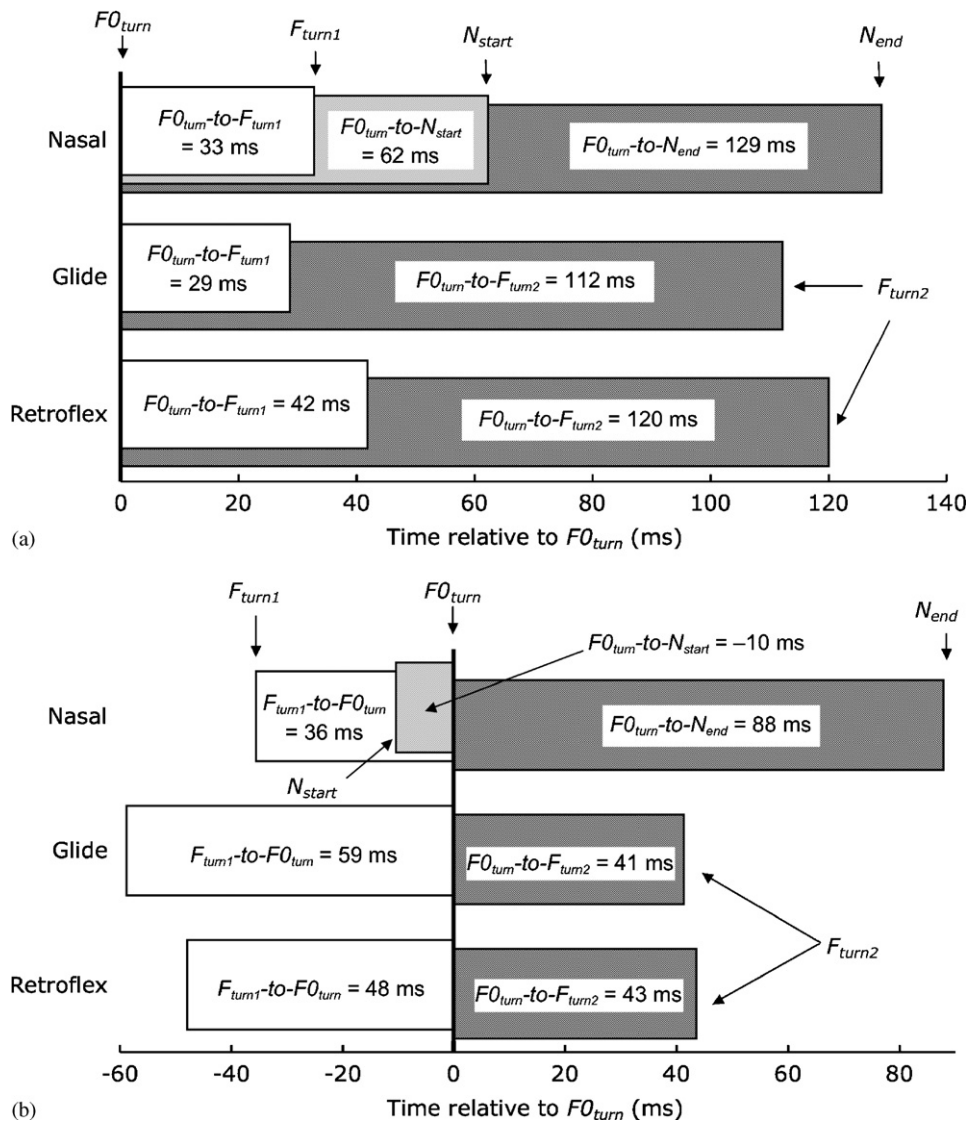 F0turn
Fturn1
Nstart
Nend
Nasal
F0turn-to-Fturn1
= 33 ms
F0turn-to-Nstart
= 62 ms
F0turn-to-Nend = 129 ms
Glide
F0turn-to-Fturn1
= 29 ms
F0turn-to-Fturn2 = 112 ms
Fturn2
Retroflex
F0turn-to-Fturn1 = 42 ms
F0turn-to-Fturn2 = 120 ms
0 20 40 60 80 100 120 140
(a)
Time relative to F0turn (ms)
Fturn1
F0turn
Nend
F0turn-to-Nstart = –10 ms
Nasal
Fturn1-to-F0turn
= 36 ms
F0turn-to-Nend = 88 ms
Nstart
Glide
Fturn1-to-F0turn = 59 ms
F0turn-to-Fturn2 = 41 ms
Fturn2
Retroflex
Fturn1-to-F0turn = 48 ms
F0turn-to-Fturn2 = 43 ms
-60 -40 -20 0 20 40 60 80
(b)
Time relative to F0turn (ms)